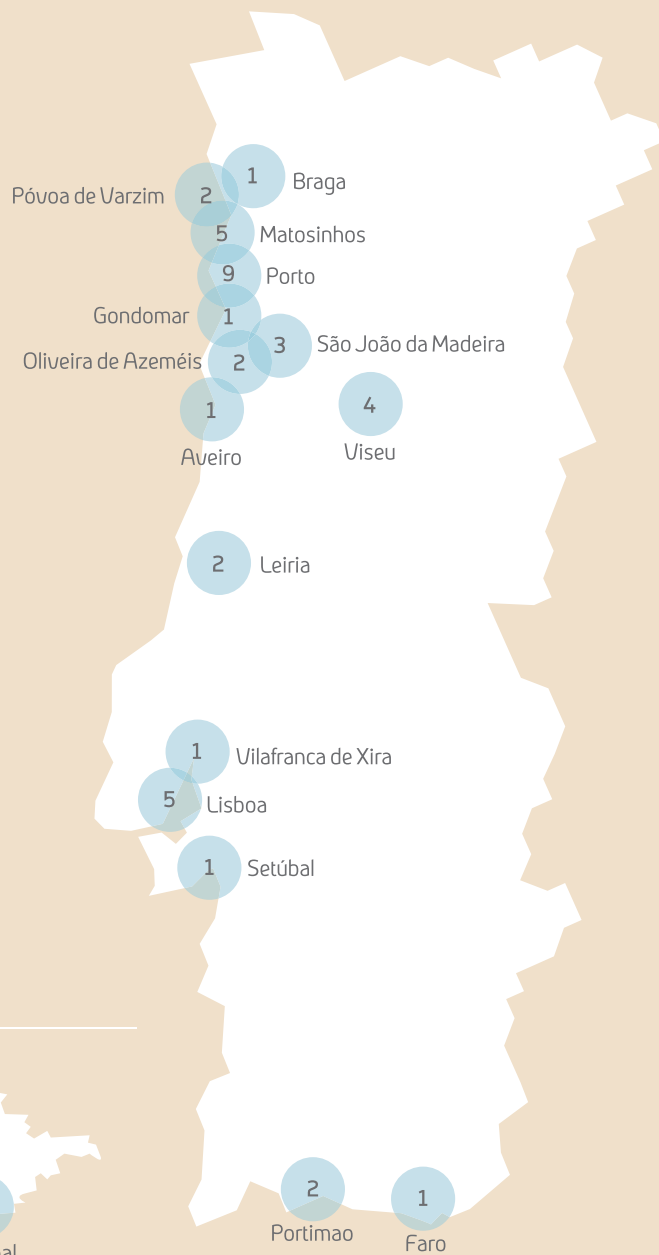 1
Braga
Póvoa de Varzim
2
5
Matosinhos
9
Porto
Gondomar
1
3
São João da Madeira
Oliveira de Azeméis
2
1
Aveiro
4
Viseu
2
Leiria
1
Vilafranca de Xira
5
Lisboa
1
Setúbal
2
Portimao
1
Faro